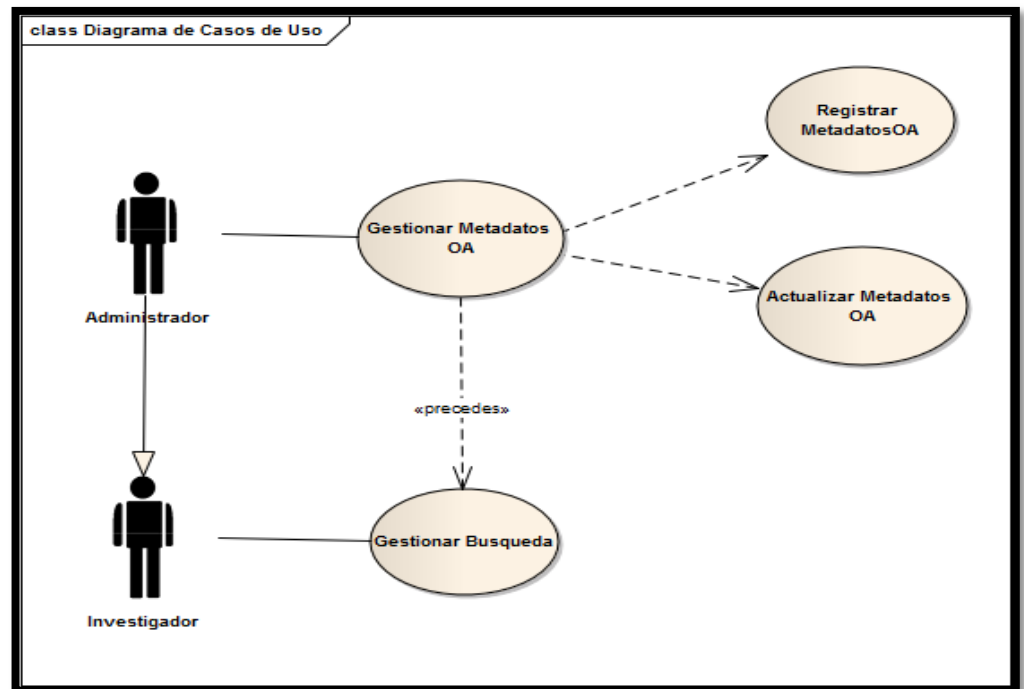 class Diagrama de Casos de Uso
Registrar
MetadatosOA
Gestionar Metadatos
OA
Administrador
Actualizar Metadatos
OA
«precedes»
Gestionar Busqueda
Investigador